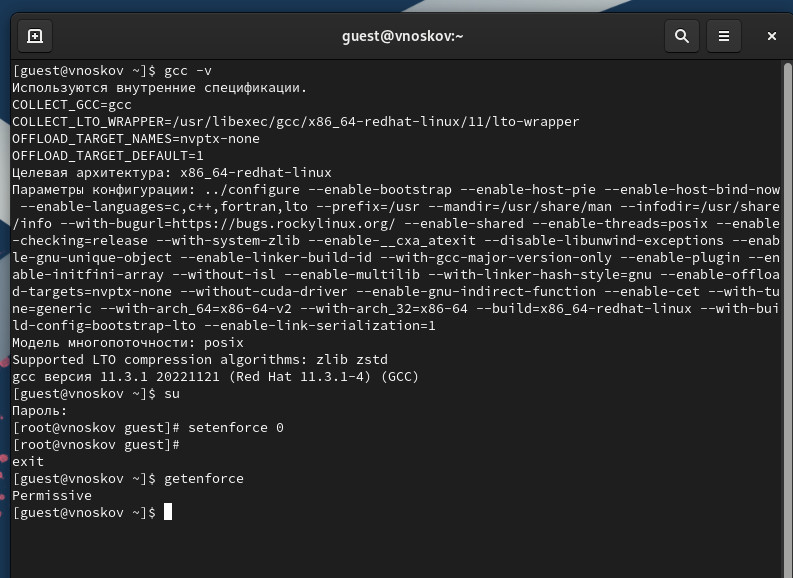 guest@vnoskov:~
[guest@vnoskov ~]$ gcc -v
Используются внутренние спецификации.
COLLECT_GCC=gcc
COLLECT_LTO_WRAPPER=/usr/libexec/gcc/x86_64-redhat-linux/11/lto-wrapper
OFFLOAD_TARGET_NAMES=nvptx-none
OFFLOAD_TARGET_DEFAULT=1
Целевая архитектура: x86_64-redhat-linux
Параметры конфигурации: ../configure --enable-bootstrap --enable-host-pie --enable-host-bind-now
 --enable-languages=c,c++,fortran,lto --prefix=/usr --mandir=/usr/share/man --infodir=/usr/share
/info --with-bugurl=https://bugs.rockylinux.org/ --enable-shared --enable-threads=posix --enable
-checking=release --with-system-zlib --enable-__cxa_atexit --disable-libunwind-exceptions --enab
le-gnu-unique-object --enable-linker-build-id --with-gcc-major-version-only --enable-plugin --en
able-initfini-array --without-isl --enable-multilib --with-linker-hash-style=gnu --enable-offloa
d-targets=nvptx-none --without-cuda-driver --enable-gnu-indirect-function --enable-cet --with-tu
ne=generic --with-arch_64=x86-64-v2 --with-arch_32=x86-64 --build=x86_64-redhat-linux --with-bui
ld-config=bootstrap-lto --enable-link-serialization=1
Модель многопоточности: posix
Supported LTO compression algorithms: zlib zstd
gcc версия 11.3.1 20221121 (Red Hat 11.3.1-4) (GCC)
[guest@vnoskov ~]$ su
Пароль:
[root@vnoskov guest]# setenforce 0
[root@vnoskov guest]#
exit
[guest@vnoskov ~]$ getenforce
Permissive
[guest@vnoskov ~]$